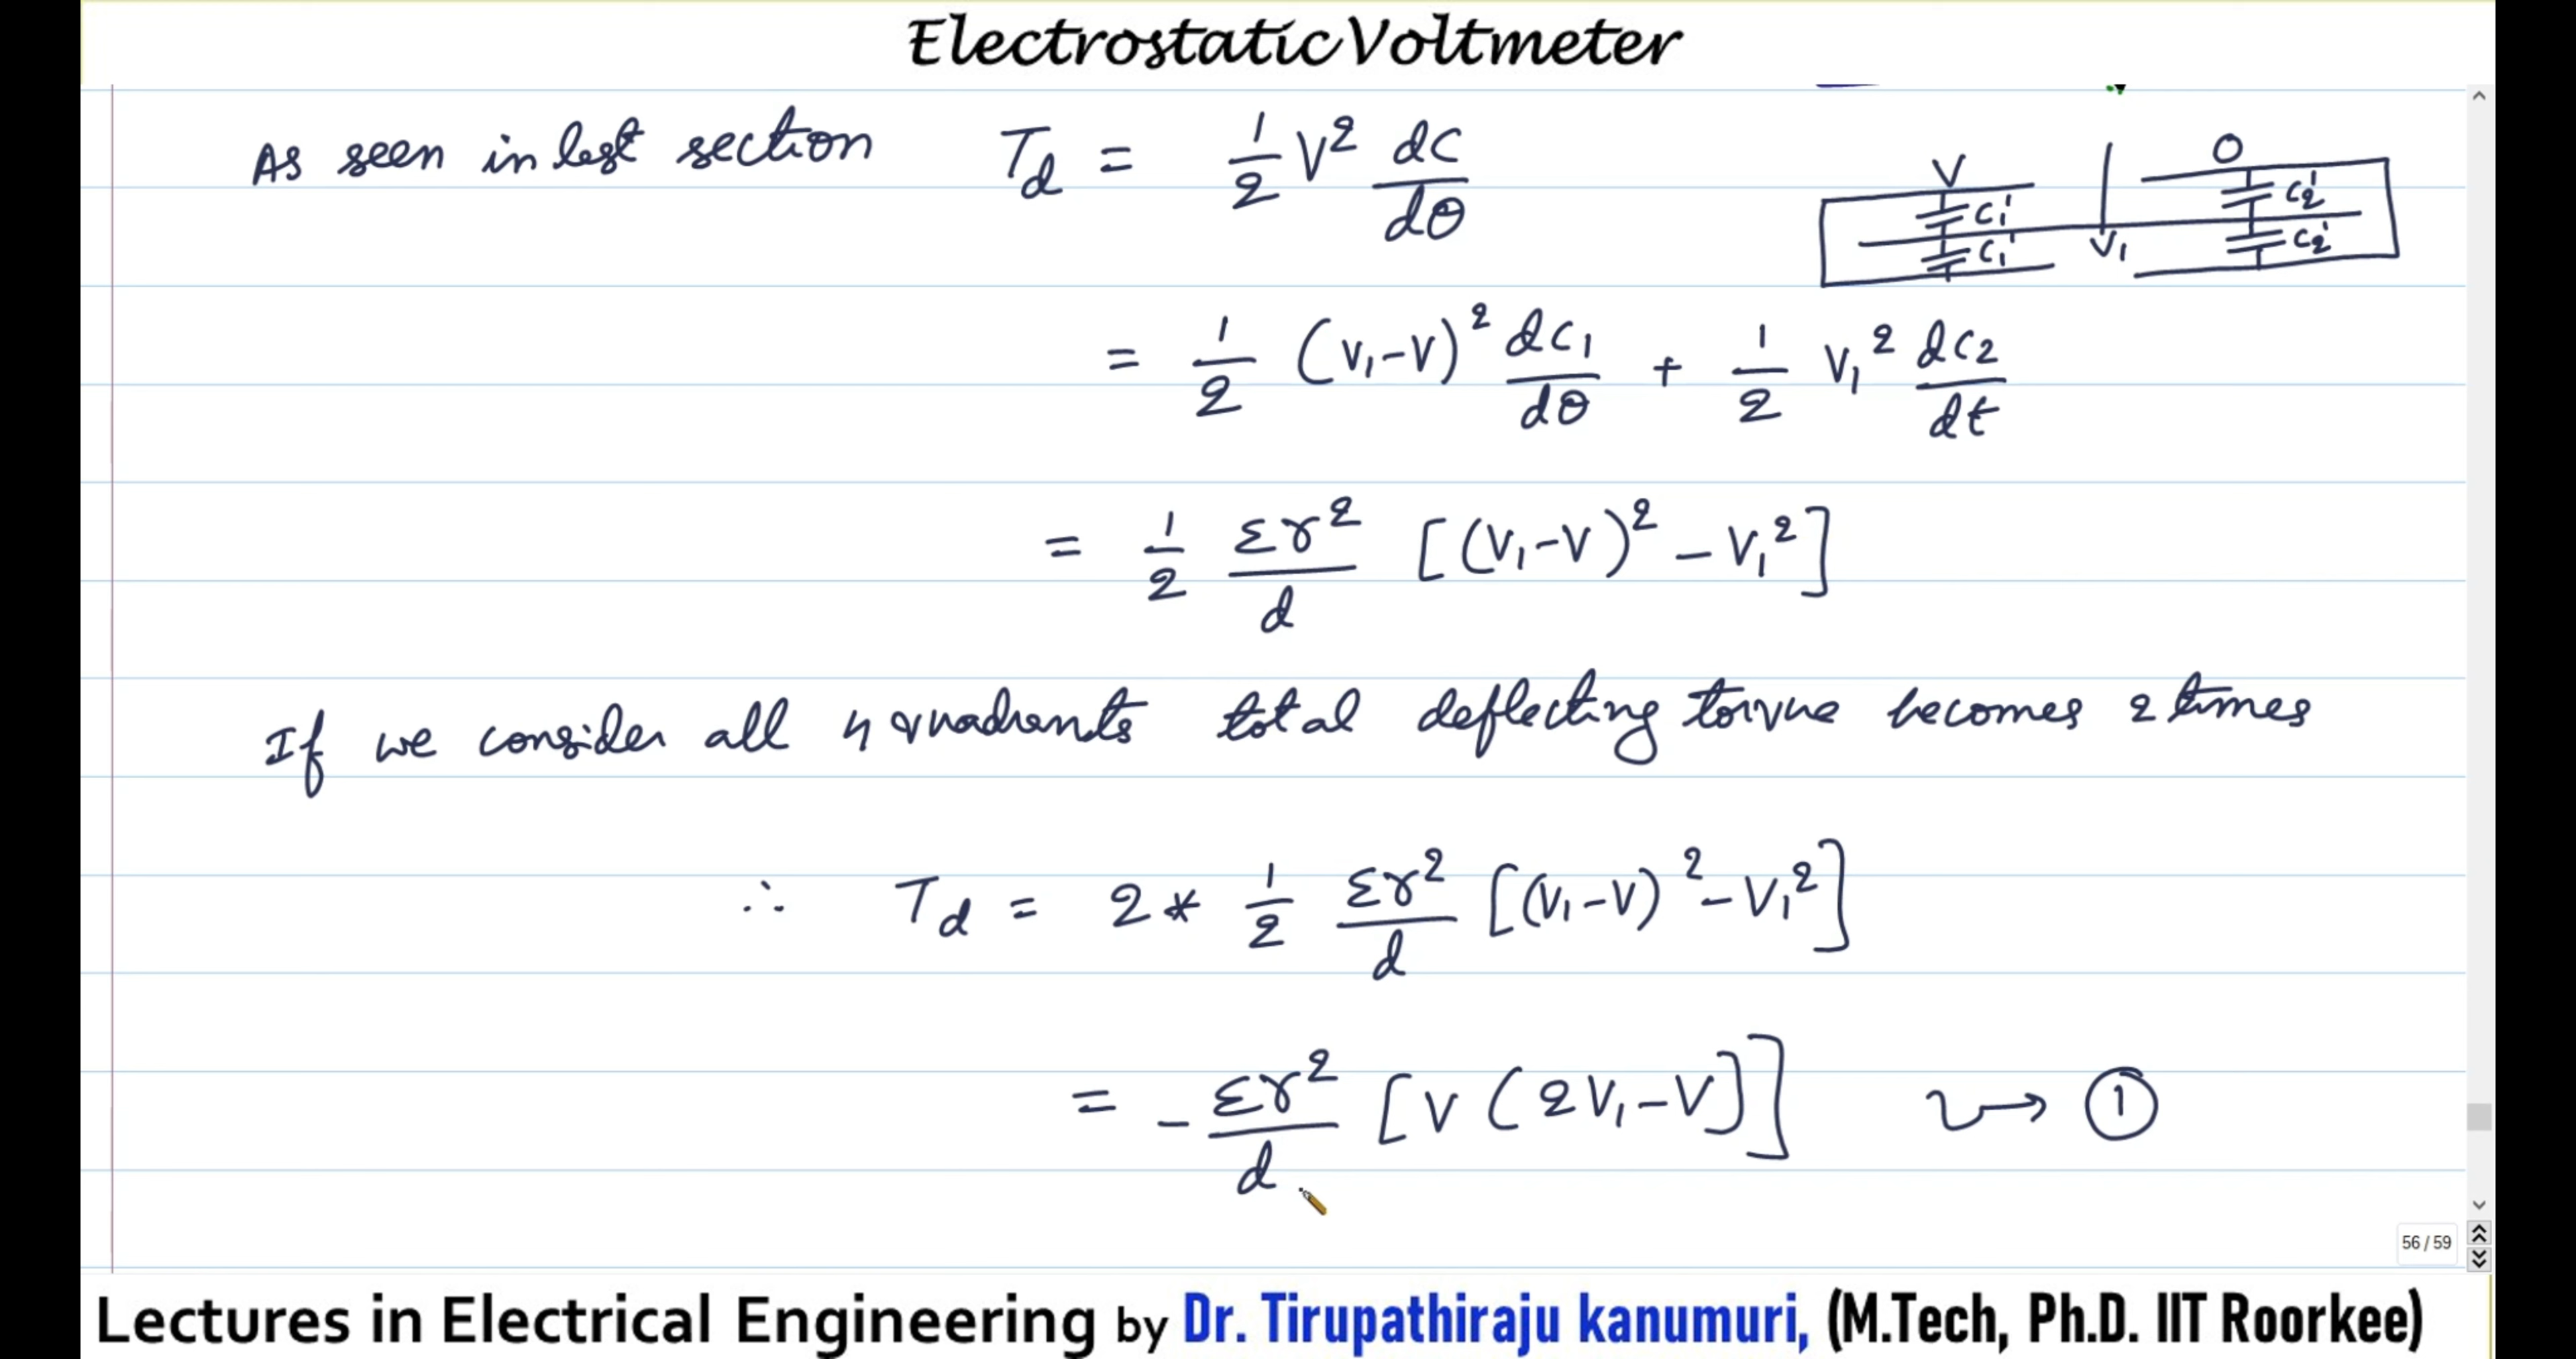 Electrostatic Voltmeter
As seen in last section T_d = 1/2 V² dC/dθ
V C₁' C₁' V₁ O C₂' C₂'
= 1/2 (V₁-V)² dC₁/dθ + 1/2 V₁² dC₂/dt
= 1/2 εr²/d [(V₁-V)² - V₁²]
If we consider all 4 quadrants total deflecting torque becomes 2 times
∴ T_d = 2 * 1/2 εr²/d [(V₁-V)² - V₁²]
= - εr²/d [V (2V₁-V)] ⟿ ①
56 / 59
Lectures in Electrical Engineering by Dr. Tirupathiraju kanumuri, (M.Tech, Ph.D. IIT Roorkee)